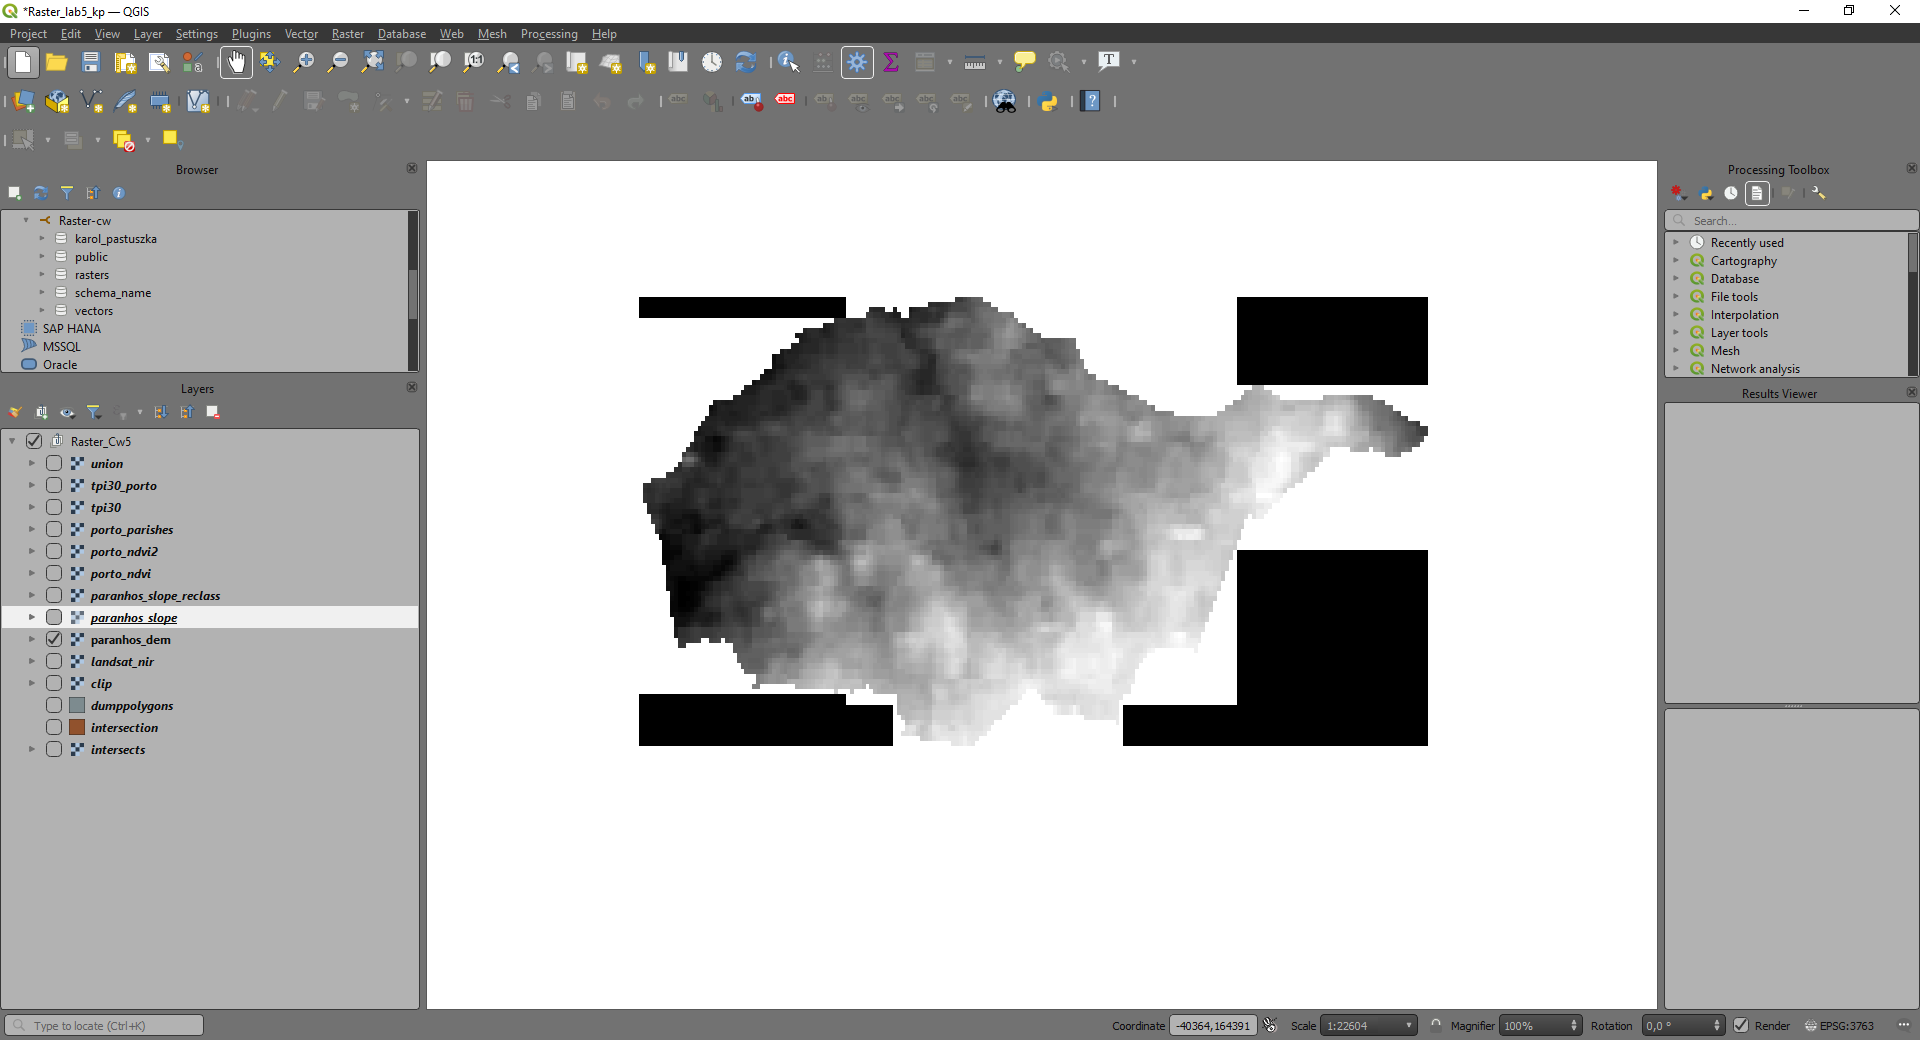 *Raster_lab5_kp — QGIS
Project Edit View Layer Settings Plugins Vector Raster Database Web Mesh Processing Help
Browser
Raster-cw
karol_pastuszka
public
rasters
schema_name
vectors
SAP HANA
MSSQL
Oracle
Layers
Raster_Cw5
union
tpi30_porto
tpi30
porto_parishes
porto_ndvi2
porto_ndvi
paranhos_slope_reclass
paranhos_slope
paranhos_dem
landsat_nir
clip
dumppolygons
intersection
intersects
Processing Toolbox
Search...
Recently used
Cartography
Database
File tools
Interpolation
Layer tools
Mesh
Network analysis
Results Viewer
Type to locate (Ctrl+K)
Coordinate -40364,164391 Scale 1:22604 Magnifier 100% Rotation 0,0 ° Render EPSG:3763